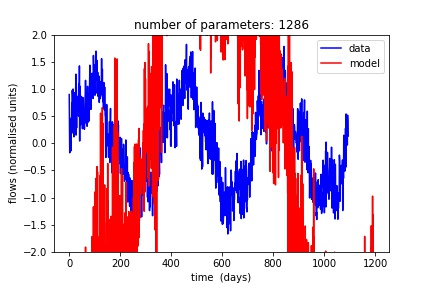 number of parameters: 1286
2.0
1.5
1.0
0.5
0.0
−0.5
−1.0
−1.5
−2.0
flows (normalised units)
data
model
0 200 400 600 800 1000 1200
time (days)